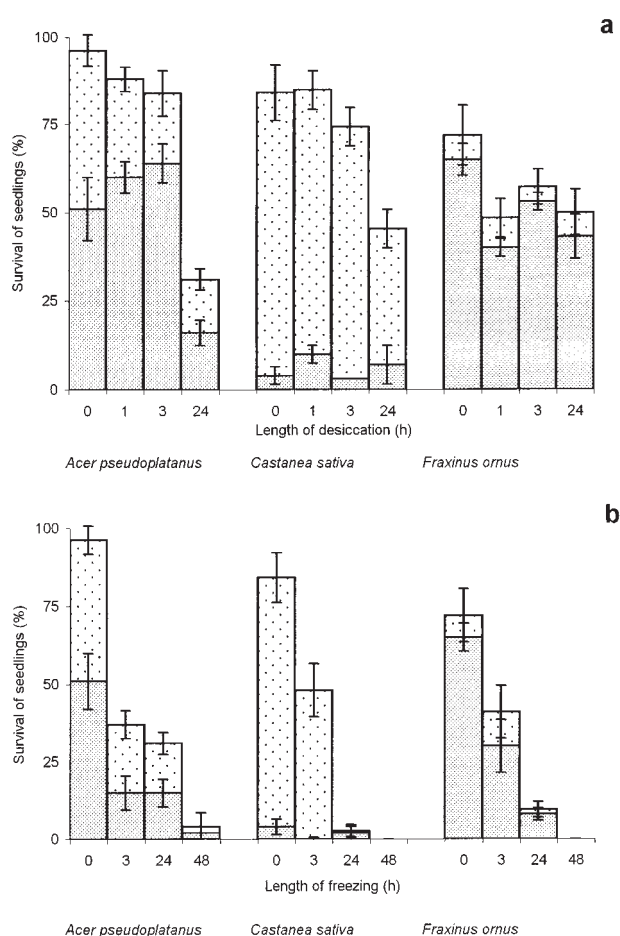 a
100
75
50
25
0
Survival of seedlings (%)
0 1 3 24 0 1 3 24 0 1 3 24
Length of desiccation (h)
Acer pseudoplatanus Castanea sativa Fraxinus ornus
b
100
75
50
25
0
Survival of seedlings (%)
0 3 24 48 0 3 24 48 0 3 24 48
Length of freezing (h)
Acer pseudoplatanus Castanea sativa Fraxinus ornus